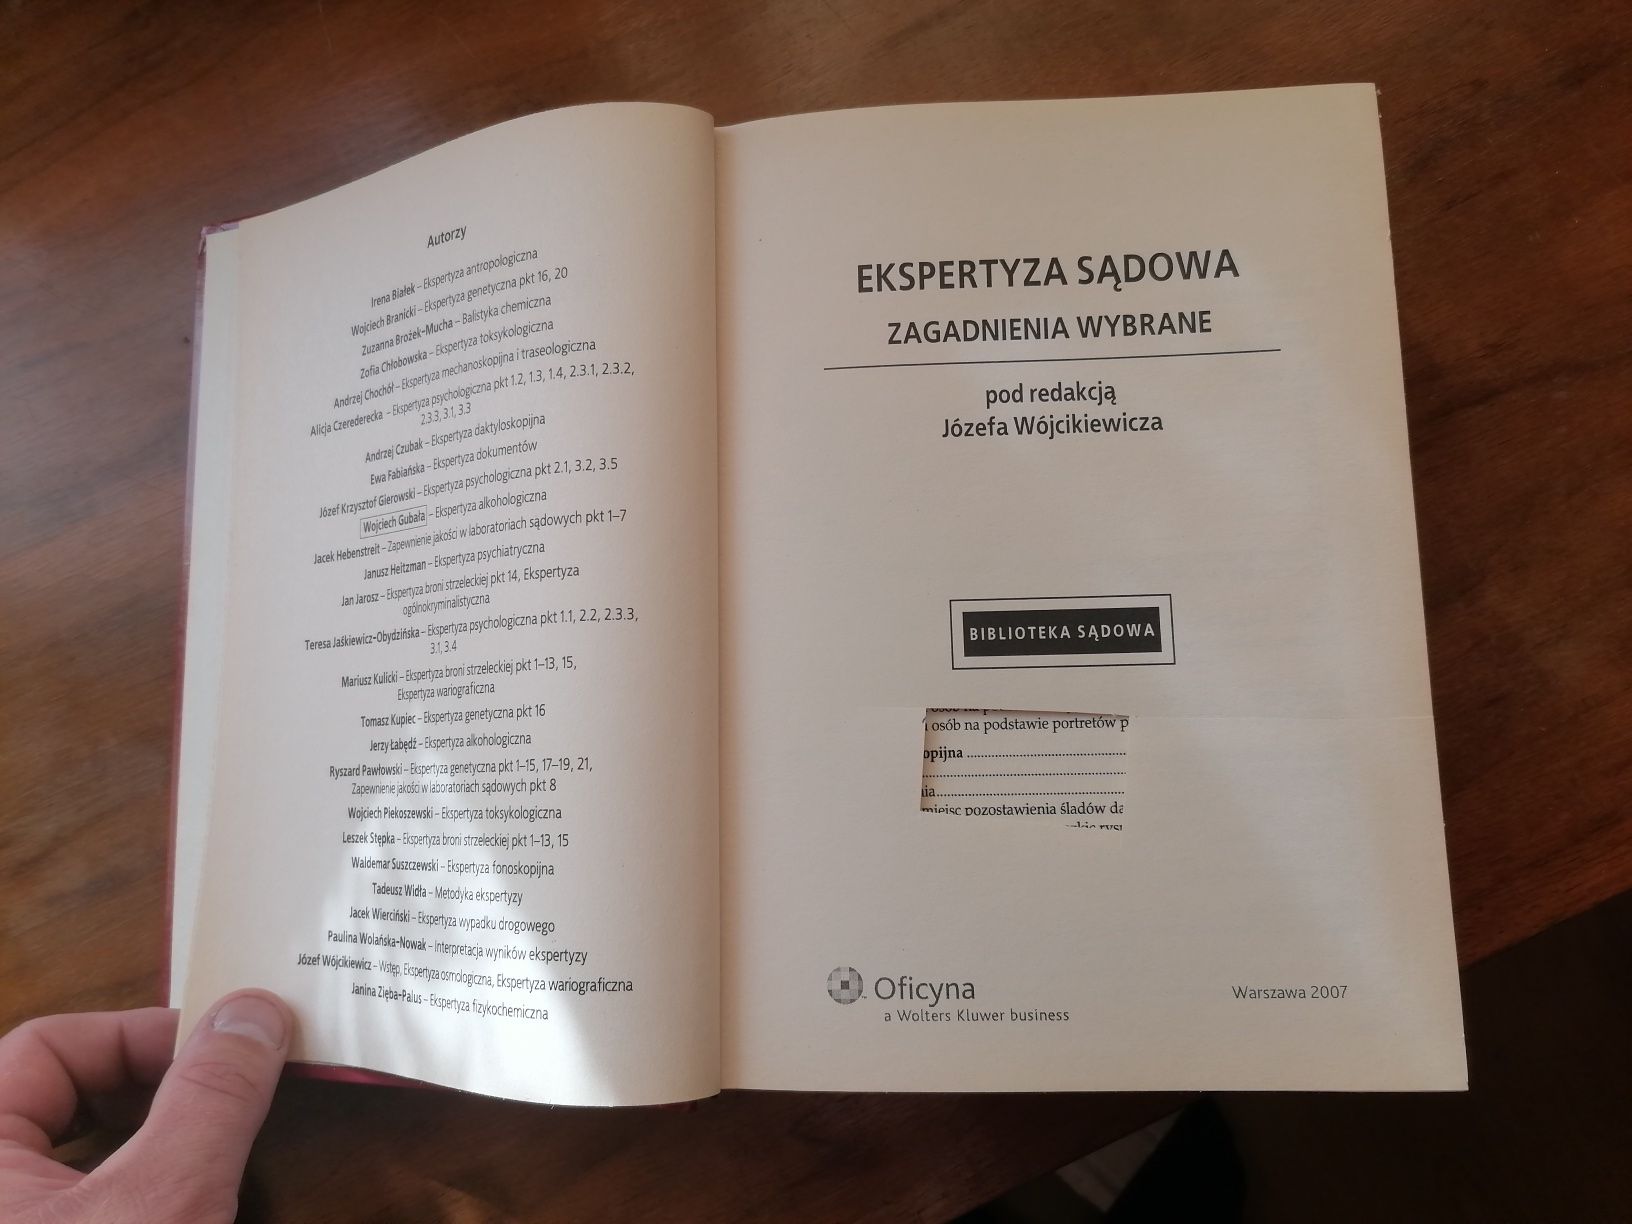 Autorzy
Irena Białek – Ekspertyza antropologiczna
Wojciech Branicki – Ekspertyza genetyczna pkt 16, 20
Zuzanna Brożek-Mucha – Balistyka chemiczna
Zofia Chłobowska – Ekspertyza toksykologiczna
Andrzej Chochół – Ekspertyza mechanoskopijna i traseologiczna
Alicja Czerederecka – Ekspertyza psychologiczna pkt 1.2, 1.3, 1.4, 2.3.1, 2.3.2,
2.3.3, 3.1, 3.3
Andrzej Czubak – Ekspertyza daktyloskopijna
Ewa Fabiańska – Ekspertyza dokumentów
Józef Krzysztof Gierowski – Ekspertyza psychologiczna pkt 2.1, 3.2, 3.5
Wojciech Gubała – Ekspertyza alkohologiczna
Jacek Hebenstreit – Zapewnienie jakości w laboratoriach sądowych pkt 1–7
Janusz Heitzman – Ekspertyza psychiatryczna
Jan Jarosz – Ekspertyza broni strzeleckiej pkt 14, Ekspertyza
ogólnokryminalistyczna
Teresa Jaśkiewicz-Obydzińska – Ekspertyza psychologiczna pkt 1.1, 2.2, 2.3.3,
3.1, 3.4
Mariusz Kulicki – Ekspertyza broni strzeleckiej pkt 1–13, 15,
Ekspertyza wariograficzna
Tomasz Kupiec – Ekspertyza genetyczna pkt 16
Jerzy Łabędź – Ekspertyza alkohologiczna
Ryszard Pawłowski – Ekspertyza genetyczna pkt 1–15, 17–19, 21,
Zapewnienie jakości w laboratoriach sądowych pkt 8
Wojciech Piekoszewski – Ekspertyza toksykologiczna
Leszek Stępka – Ekspertyza broni strzeleckiej pkt 1–13, 15
Waldemar Suszczewski – Ekspertyza fonoskopijna
Tadeusz Widła – Metodyka ekspertyzy
Jacek Wierciński – Ekspertyza wypadku drogowego
Paulina Wolańska-Nowak – Interpretacja wyników ekspertyzy
Józef Wójcikiewicz – Wstęp, Ekspertyza osmologiczna, Ekspertyza wariograficzna
Janina Zięba-Palus – Ekspertyza fizykochemiczna
EKSPERTYZA SĄDOWA
ZAGADNIENIA WYBRANE
pod redakcją
Józefa Wójcikiewicza
BIBLIOTEKA SĄDOWA
osób na podstawie portretów p
opijna
nia
miejsc pozostawienia śladów da
Oficyna
a Wolters Kluwer business
Warszawa 2007